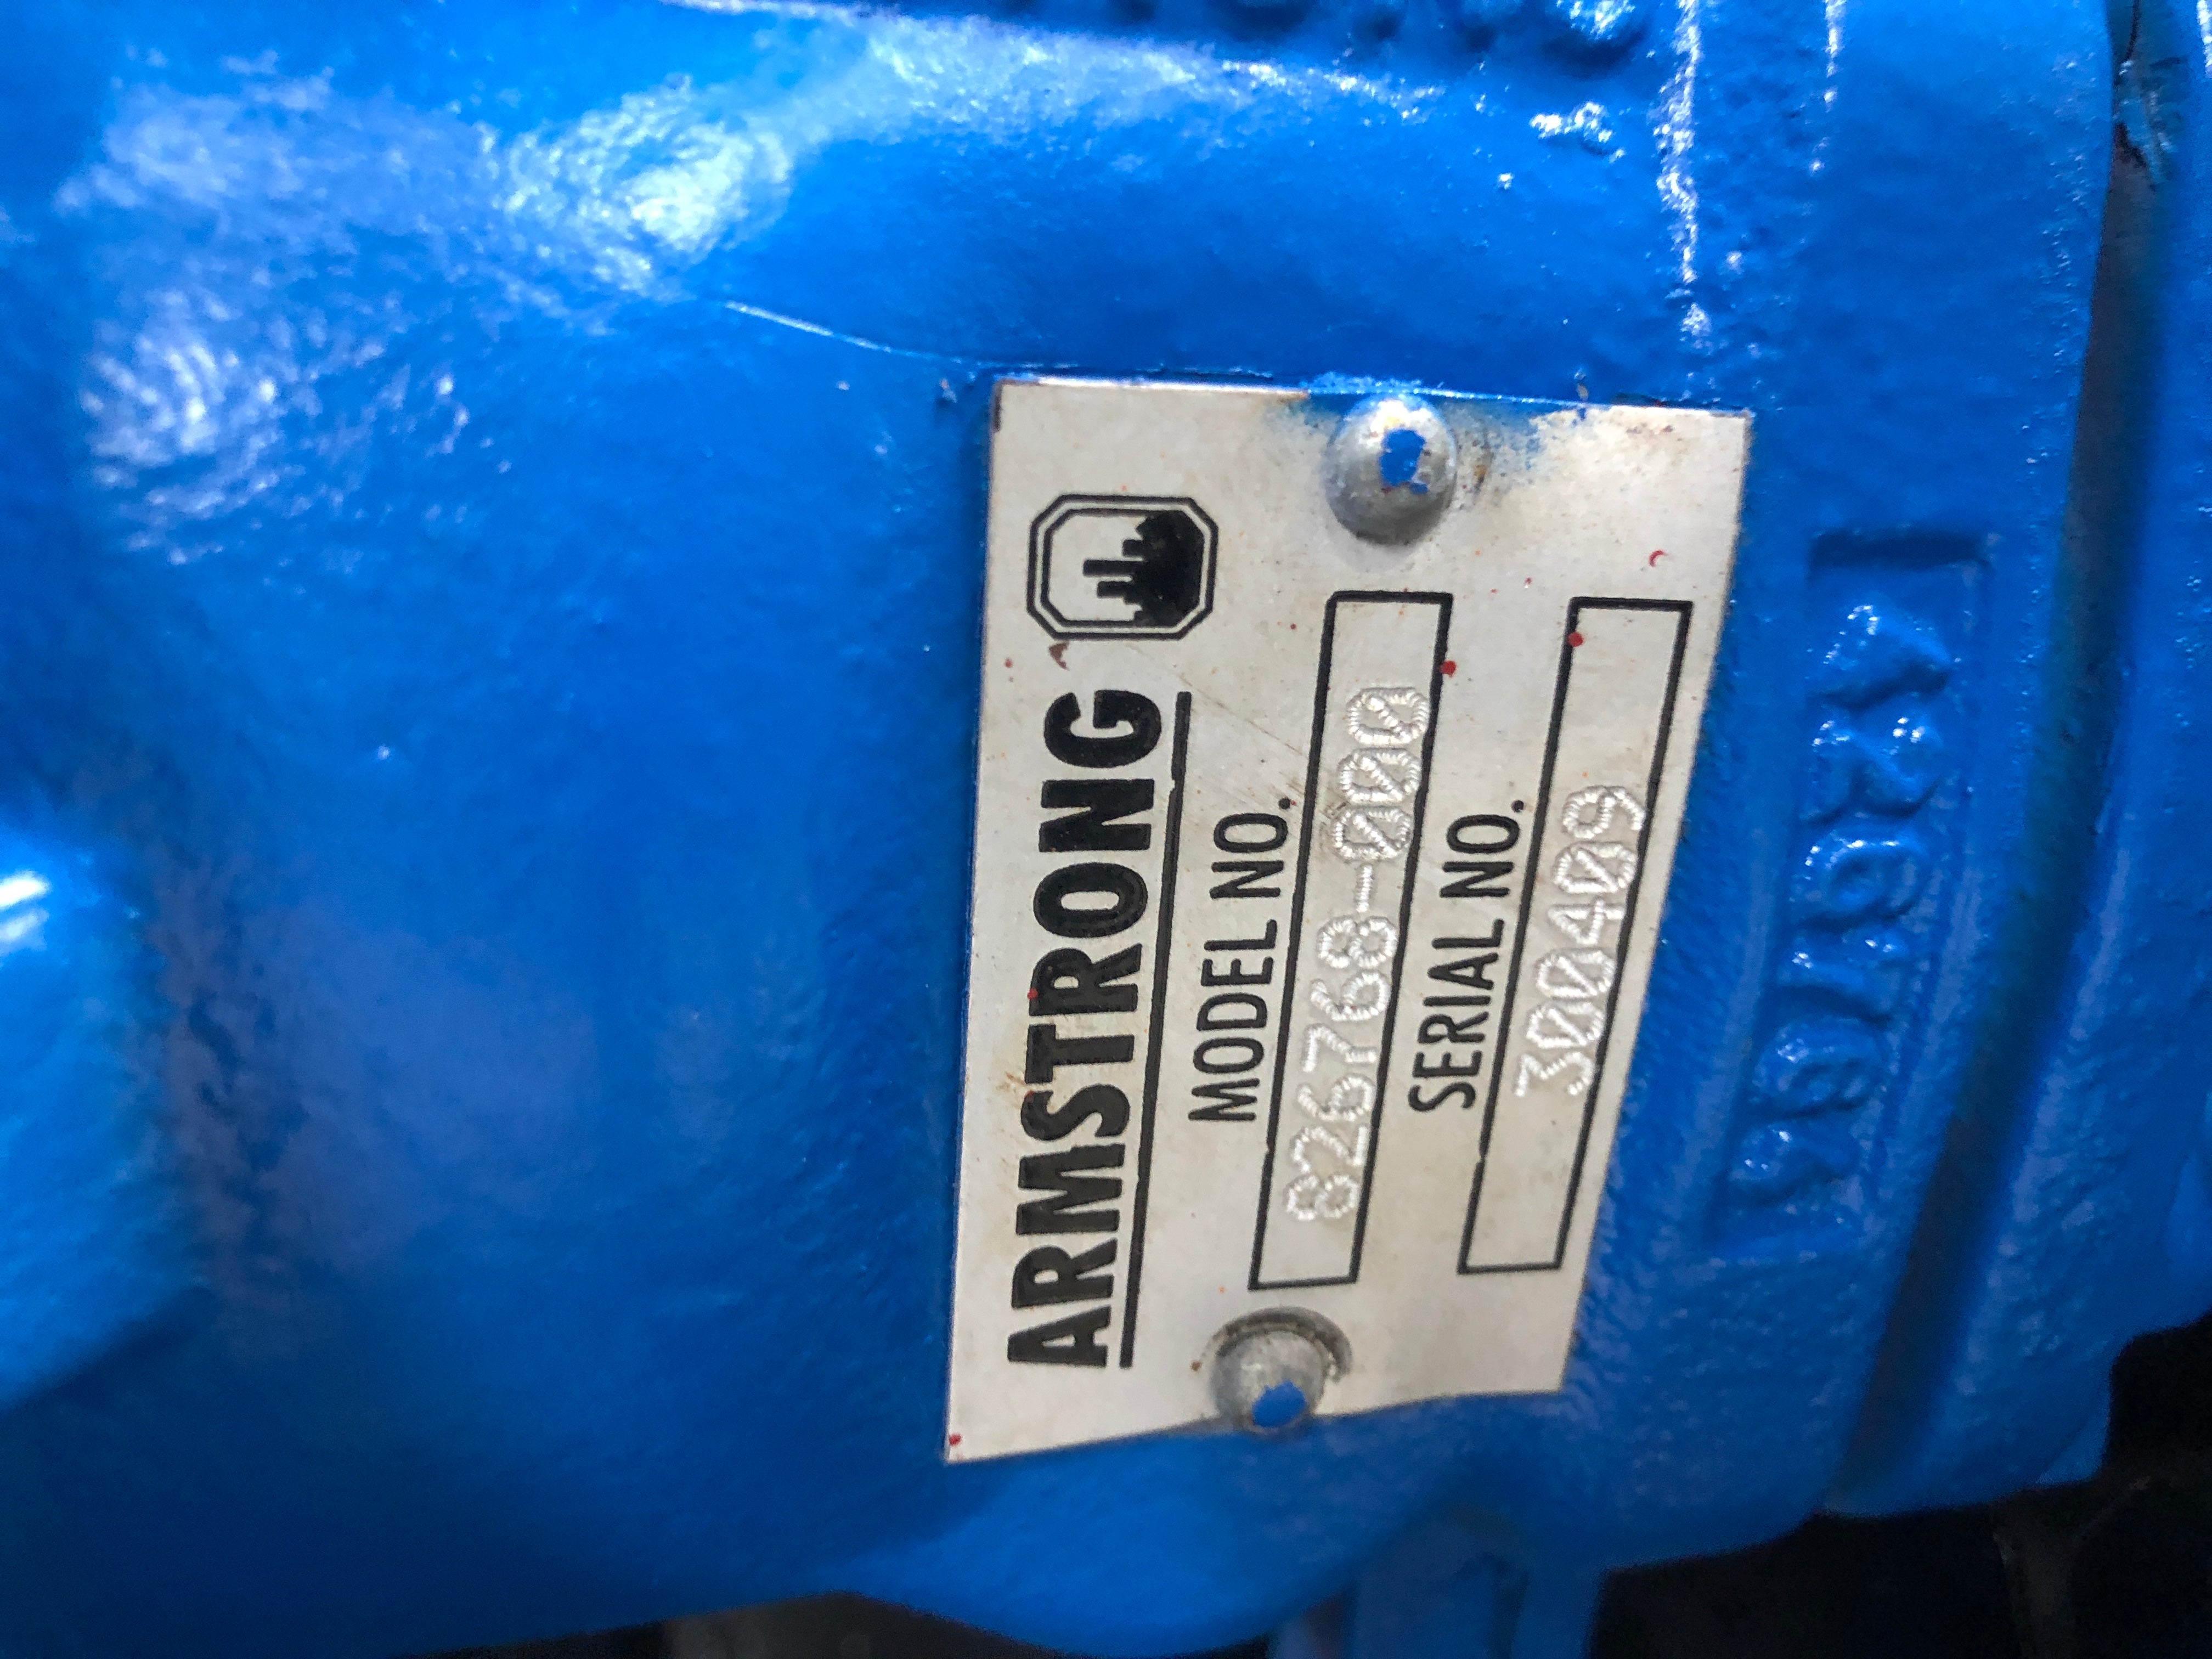 ARMSTRONG
MODEL NO.
826768-000
SERIAL NO.
300409